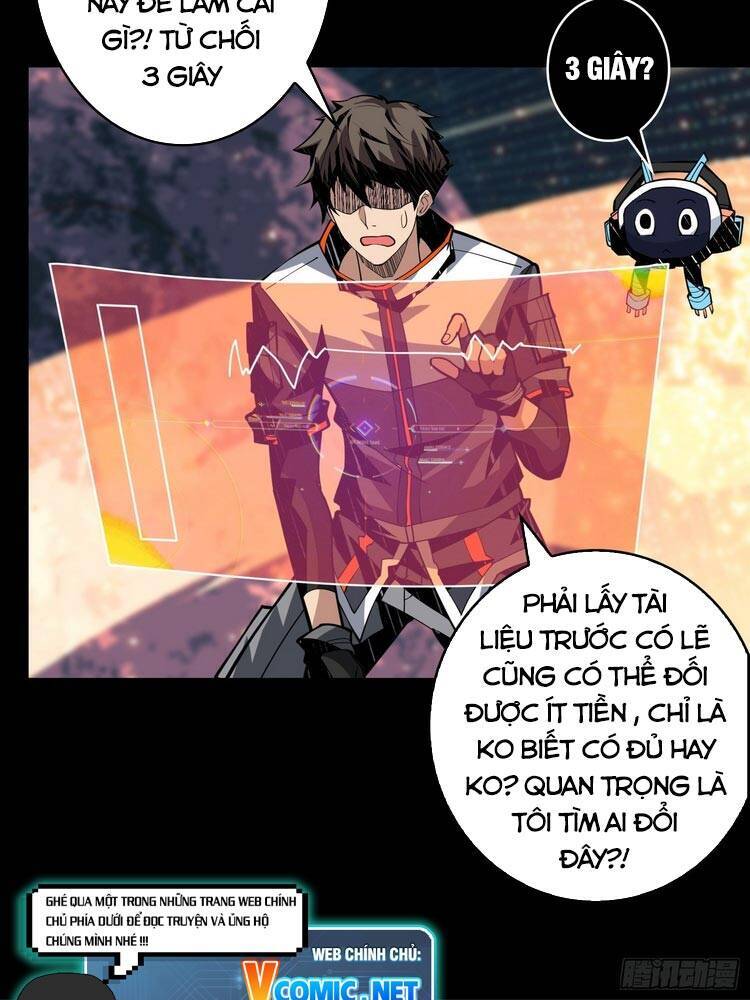 NÀY ĐỂ LÀM CÁI
GÌ?! TỪ CHỐI
3 GIÂY
3 GIÂY?
PHẢI LẤY TÀI
LIỆU TRƯỚC CÓ LẼ
CŨNG CÓ THỂ ĐỐI
ĐƯỢC ÍT TIỀN , CHỈ LÀ
KO BIẾT CÓ ĐỦ HAY
KO? QUAN TRỌNG LÀ
TÔI TÌM AI ĐỔI
ĐÂY?!
GHÉ QUA MỘT TRONG NHỮNG TRANG WEB CHÍNH
CHỦ PHÍA DƯỚI ĐỂ ĐỌC TRUYỆN VÀ ỦNG HỘ
CHÚNG MÌNH NHÉ !!!
WEB CHÍNH CHỦ:
VCOMIC.NET
腾讯动漫